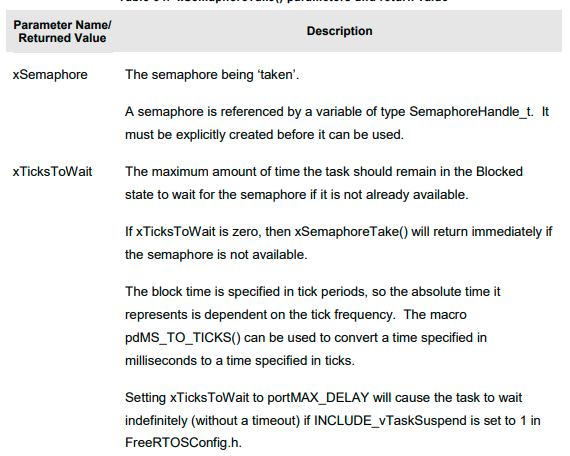 Parameter Name/ Description
Returned Value
xSemaphore The semaphore being ‘taken’.
A semaphore is referenced by a variable of type SemaphoreHandle_t. It
must be explicitly created before it can be used.
xTicksToWait The maximum amount of time the task should remain in the Blocked
state to wait for the semaphore if it is not already available.
If xTicksToWait is zero, then xSemaphoreTake() will return immediately if
the semaphore is not available.
The block time is specified in tick periods, so the absolute time it
represents is dependent on the tick frequency. The macro
pdMS_TO_TICKS() can be used to convert a time specified in
milliseconds to a time specified in ticks.
Setting xTicksToWait to portMAX_DELAY will cause the task to wait
indefinitely (without a timeout) if INCLUDE_vTaskSuspend is set to 1 in
FreeRTOSConfig.h.